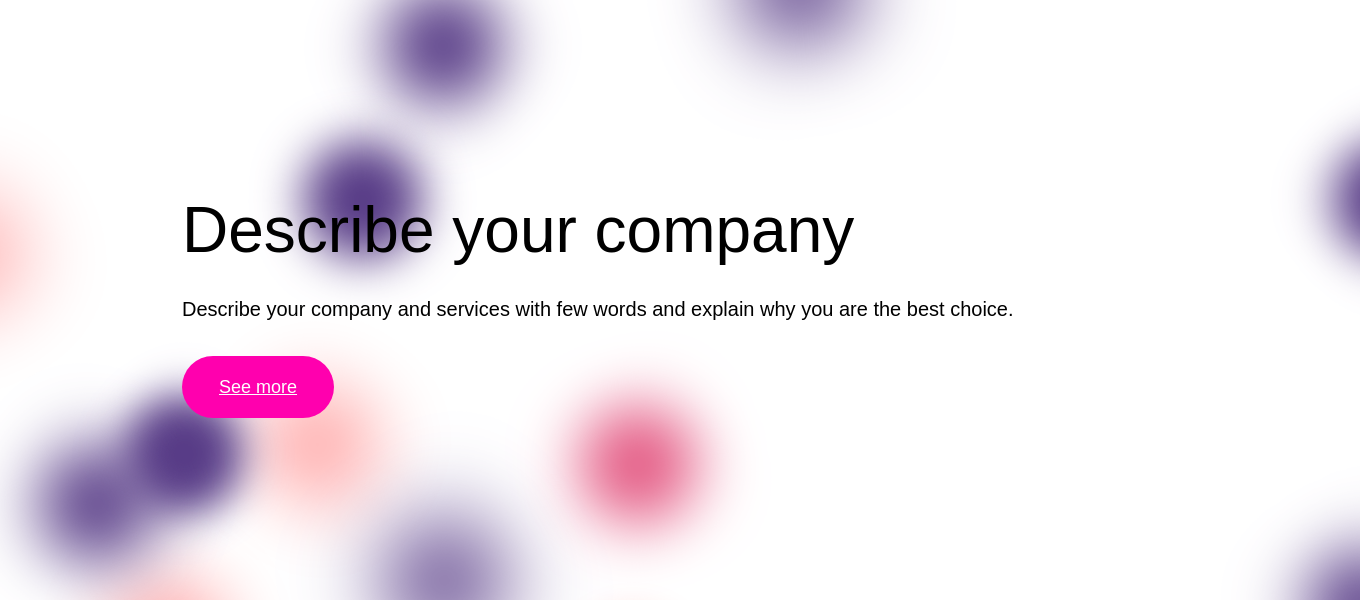 Describe your company
Describe your company and services with few words and explain why you are the best choice.
See more